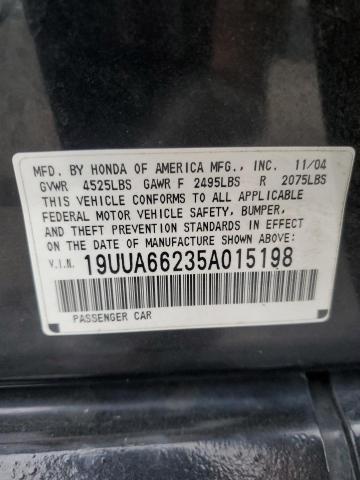 MFD. BY HONDA OF AMERICA MFG., INC. 11/04
GVWR 4525LBS GAWR F 2495LBS R 2075LBS
THIS VEHICLE CONFORMS TO ALL APPLICABLE
FEDERAL MOTOR VEHICLE SAFETY, BUMPER,
AND THEFT PREVENTION STANDARDS IN EFFECT
ON THE DATE OF MANUFACTURE SHOWN ABOVE:
V.I.N. 19UUA66235A015198
PASSENGER CAR